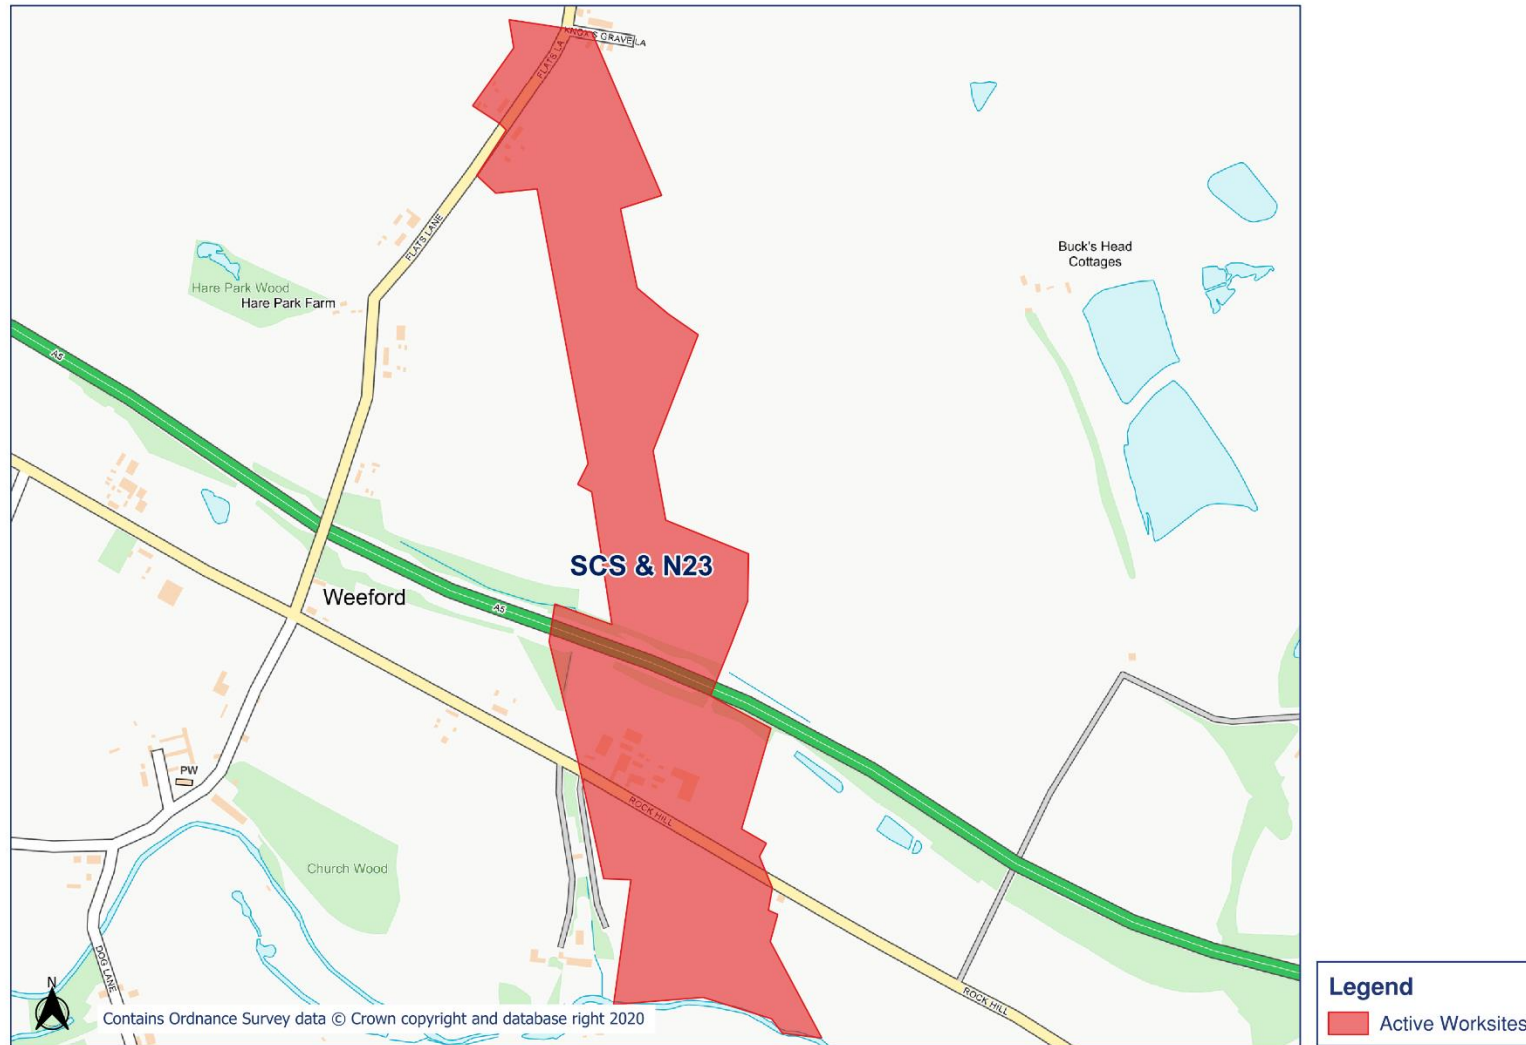 KNOX'S GRAVE LA
FLATS LA
FLATS LANE
Buck's Head
Cottages
Hare Park Wood
Hare Park Farm
A5
SCS & N23
Weeford
A5
PW
ROCK HILL
Church Wood
DOG LANE
N
ROCK HILL
Contains Ordnance Survey data © Crown copyright and database right 2020
Legend
Active Worksites